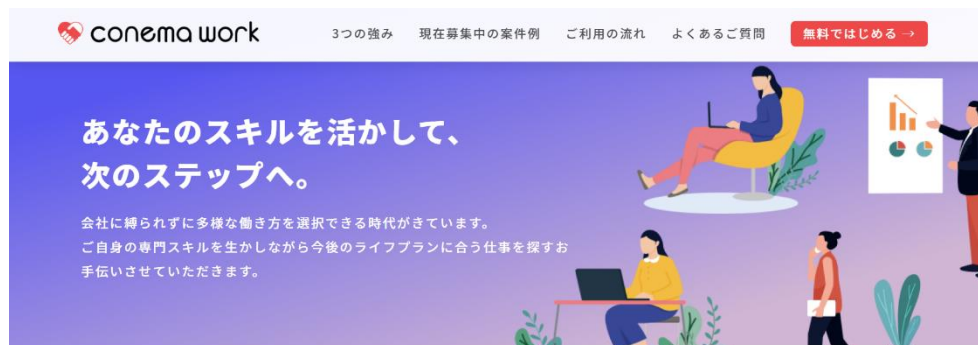 conema work
3つの強み 現在募集中の案件例 ご利用の流れ よくあるご質問 無料ではじめる →
あなたのスキルを活かして、
次のステップへ。
会社に縛られずに多様な働き方を選択できる時代がきています。
ご自身の専門スキルを生かしながら今後のライフプランに合う仕事を探すお
手伝いさせていただきます。